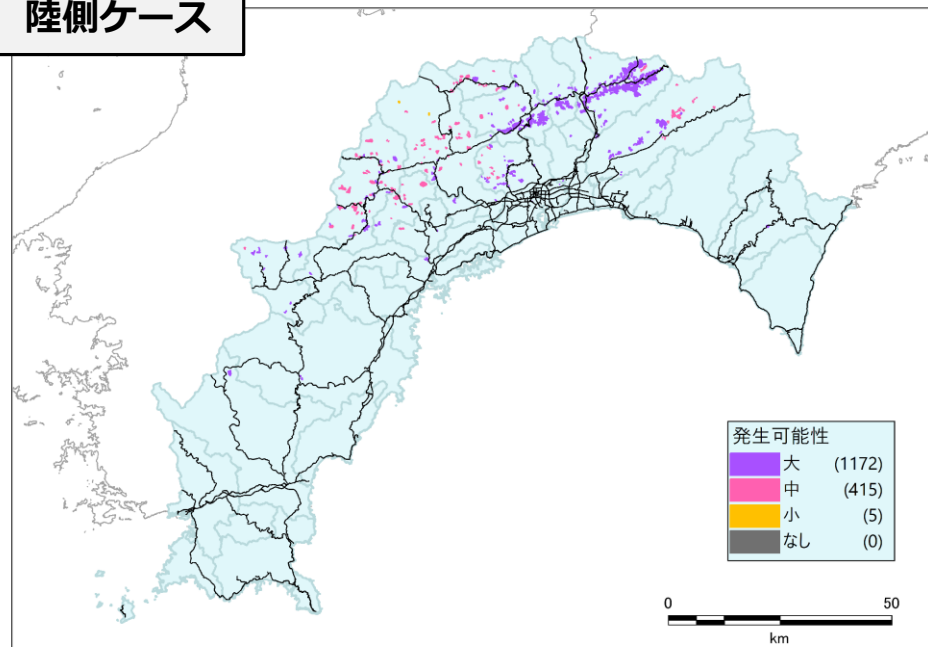 陸側ケース
発生可能性
大 (1172)
中 (415)
小 (5)
なし (0)
0 50
km